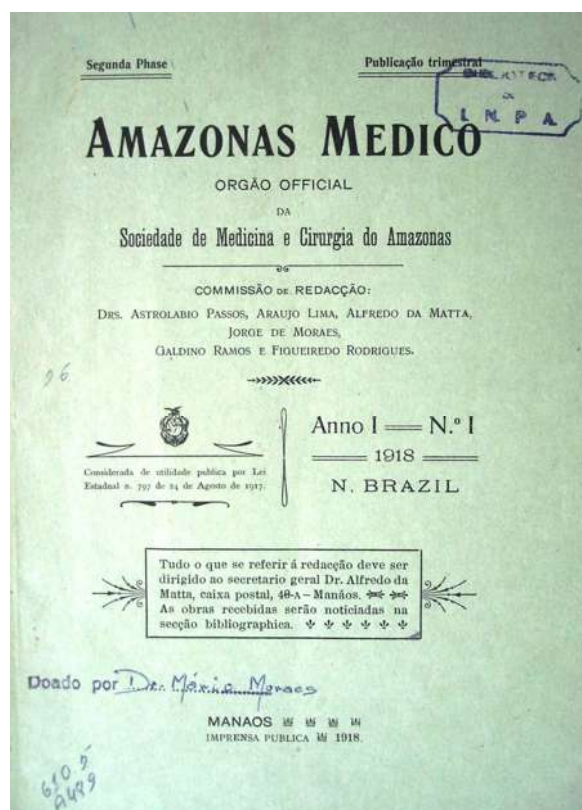 Segunda Phase
Publicação trimestral
BIBLIOTECA
I. N. P. A.
AMAZONAS MEDICO
ORGÃO OFFICIAL
DA
Sociedade de Medicina e Cirurgia do Amazonas
COMMISSÃO DE REDACÇÃO:
DRS. ASTROLABIO PASSOS, ARAUJO LIMA, ALFREDO DA MATTA,
JORGE DE MORAES,
GALDINO RAMOS E FIGUEIREDO RODRIGUES.
Considerada de utilidade publica por Lei
Estadual n. 797 de 24 de Agosto de 1917.
Anno I — N.º I
1918
N. BRAZIL
Tudo o que se referir á redacção deve ser
dirigido ao secretario geral Dr. Alfredo da
Matta, caixa postal, 40-A — Manáos.
As obras recebidas serão noticiadas na
secção bibliographica.
Doado por Dr. Mário Moraes
MANAOS
IMPRENSA PUBLICA 1918.
610.5
A489